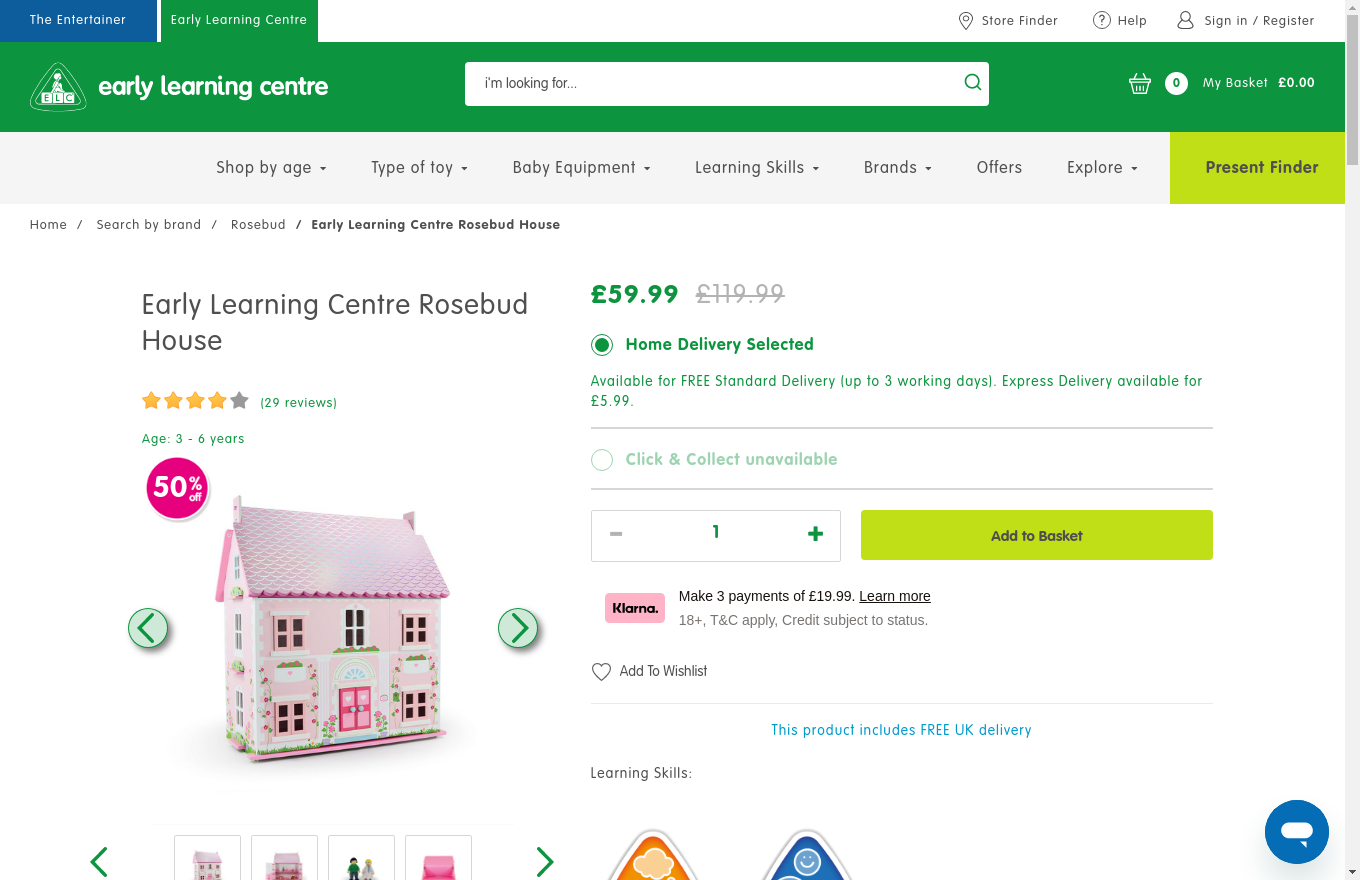 The Entertainer
Early Learning Centre
Store Finder
Help
Sign in / Register
ELC
early learning centre
i'm looking for...
0
My Basket £0.00
Shop by age
Type of toy
Baby Equipment
Learning Skills
Brands
Offers
Explore
Present Finder
Home / Search by brand / Rosebud / Early Learning Centre Rosebud House
Early Learning Centre Rosebud
House
(29 reviews)
Age: 3 - 6 years
50% off
£59.99 £119.99
Home Delivery Selected
Available for FREE Standard Delivery (up to 3 working days). Express Delivery available for
£5.99.
Click & Collect unavailable
1
Add to Basket
Klarna.
Make 3 payments of £19.99. Learn more
18+, T&C apply, Credit subject to status.
Add To Wishlist
This product includes FREE UK delivery
Learning Skills: